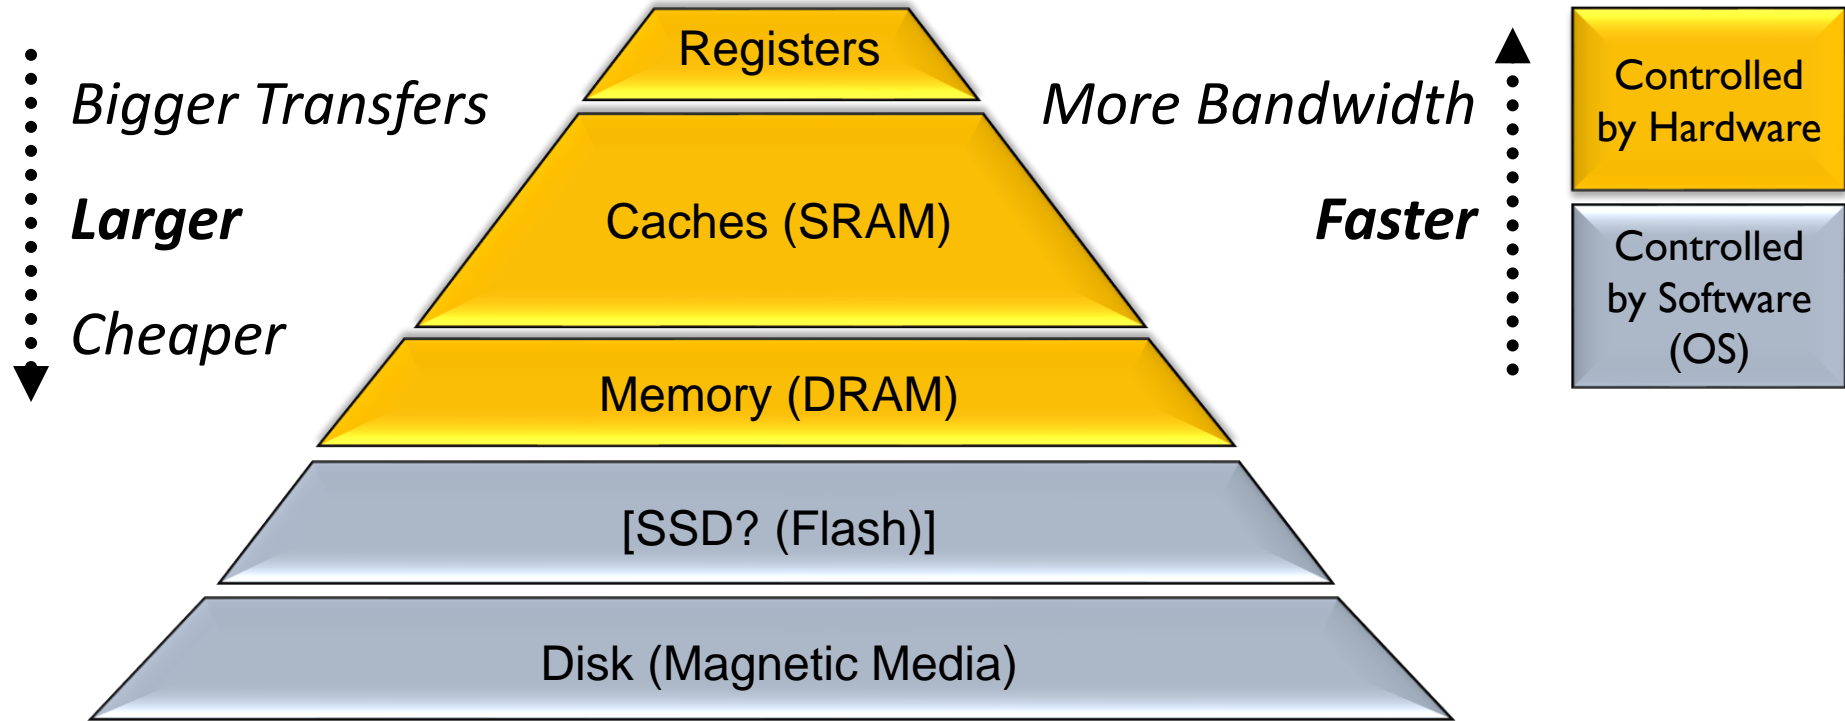 Registers
Bigger Transfers
More Bandwidth
Controlled
by Hardware
Larger
Caches (SRAM)
Faster
Controlled
by Software
(OS)
Cheaper
Memory (DRAM)
[SSD? (Flash)]
Disk (Magnetic Media)